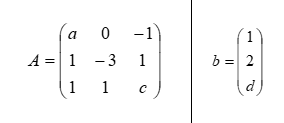 A = ( a 0 −1 ; 1 −3 1 ; 1 1 c )
b = ( 1 ; 2 ; d )